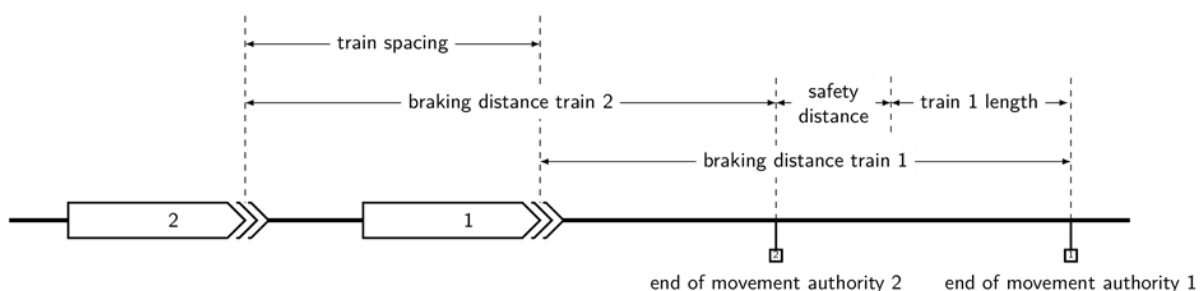 train spacing
braking distance train 2
safety
distance
train 1 length
braking distance train 1
2
1
2
1
end of movement authority 2
end of movement authority 1